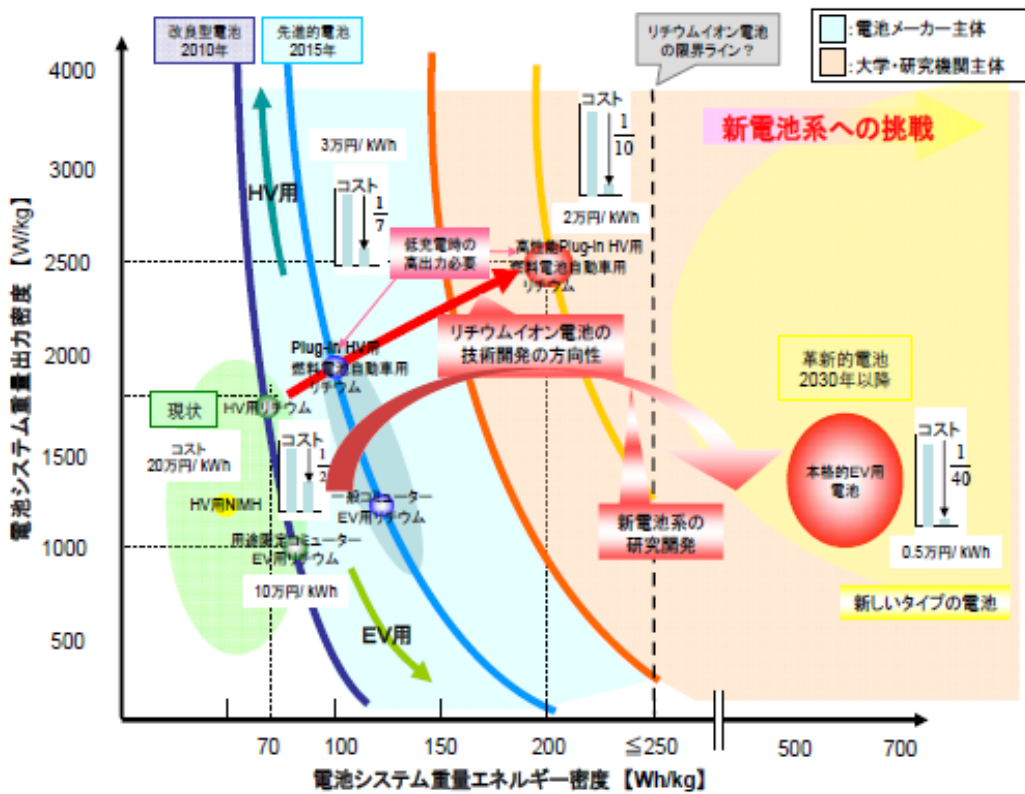 改良型電池
2010年
先進的電池
2015年
リチウムイオン電池
の限界ライン?
:電池メーカー主体
:大学・研究機関主体
電池システム重量出力密度 【W/kg】
4000
3000
2500
2000
1500
1000
500
HV用
3万円/kWh
コスト
1
7
コスト
1
10
2万円/kWh
新電池系への挑戦
低充電時の
高出力必要
高性能Plug-in HV用
燃料電池自動車用
リチウム
リチウムイオン電池の
技術開発の方向性
Plug-in HV用
燃料電池自動車用
リチウム
現状
HV用リチウム
コスト
20万円/kWh
コスト
1
2
HV用NiMH
一般コミューター
EV用リチウム
用途限定コミューター
EV用リチウム
10万円/kWh
EV用
新電池系の
研究開発
革新的電池
2030年以降
本格的EV用
電池
コスト
1
40
0.5万円/kWh
新しいタイプの電池
70
100
150
200
≦250
500
700
電池システム重量エネルギー密度 【Wh/kg】